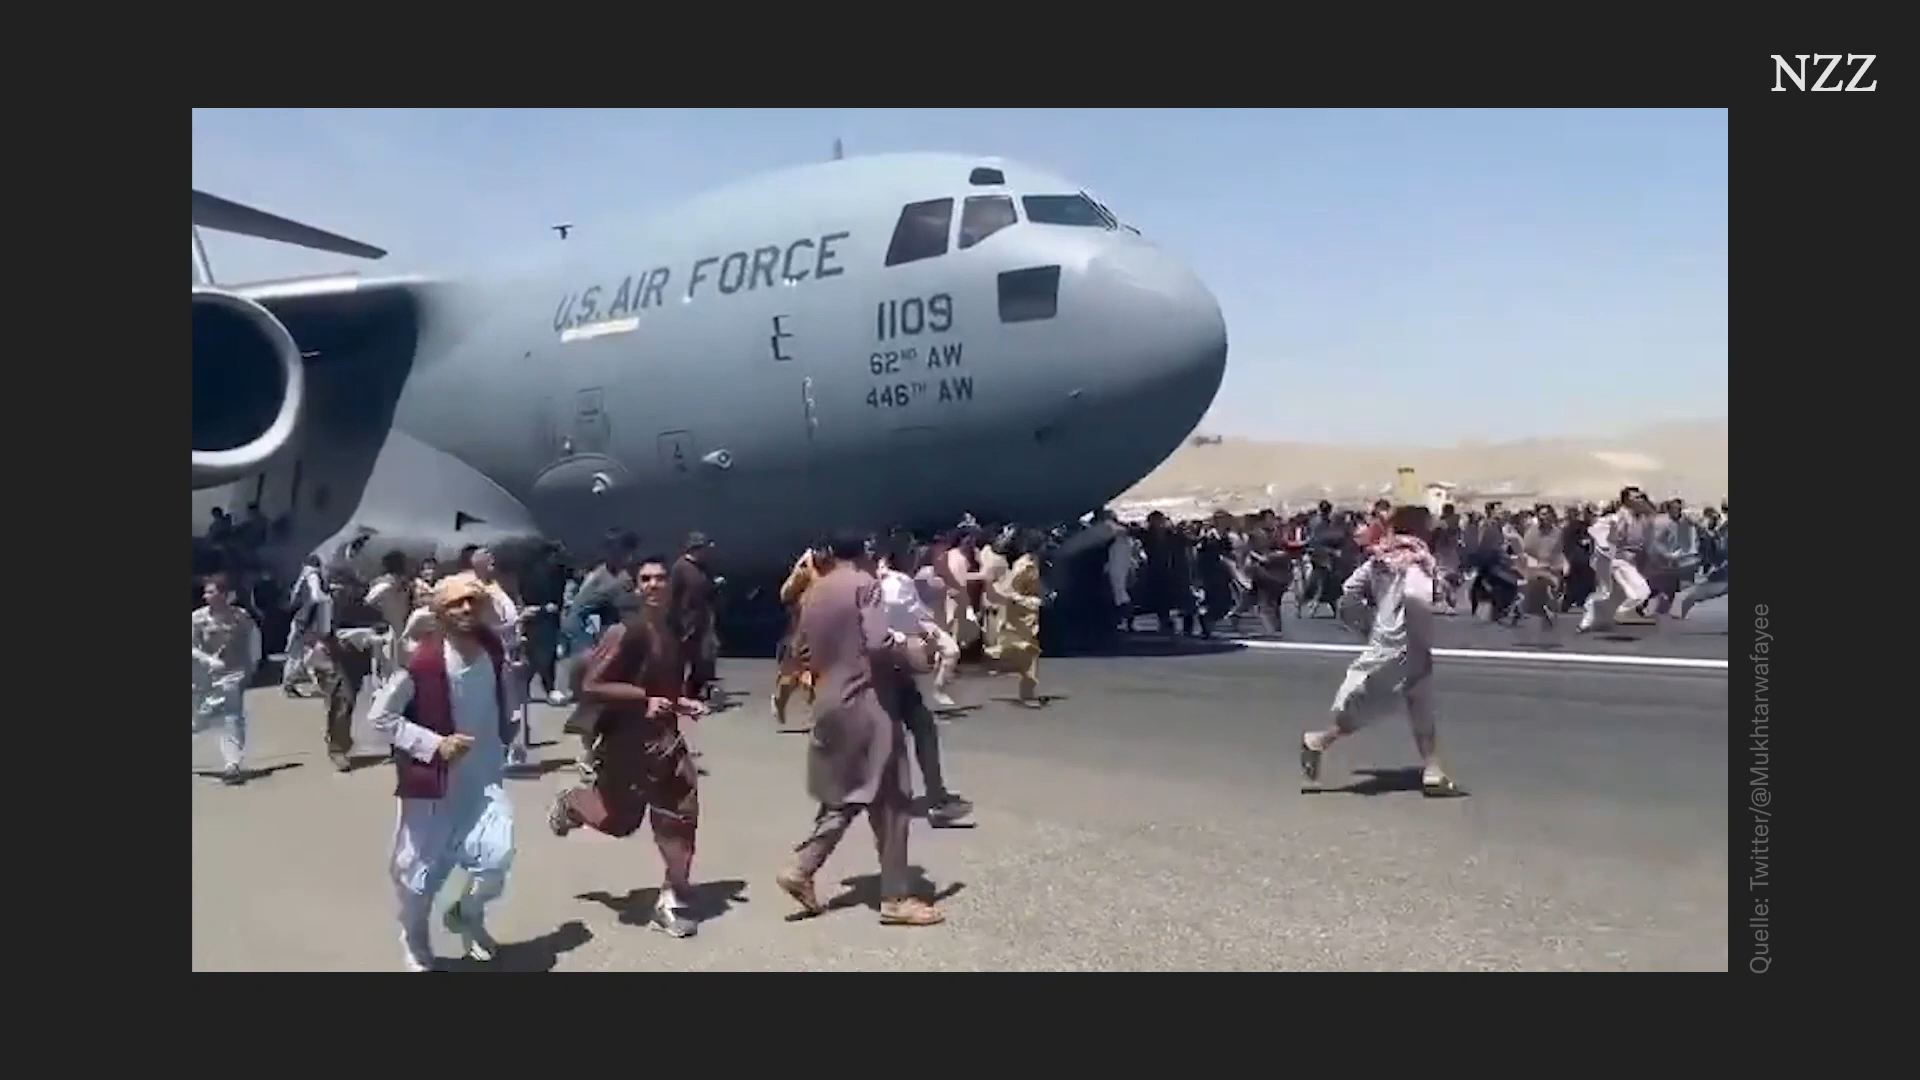 NZZ
U.S. AIR FORCE
1109
62ND AW
446TH AW
Quelle: Twitter/@Mukhtarwafayee